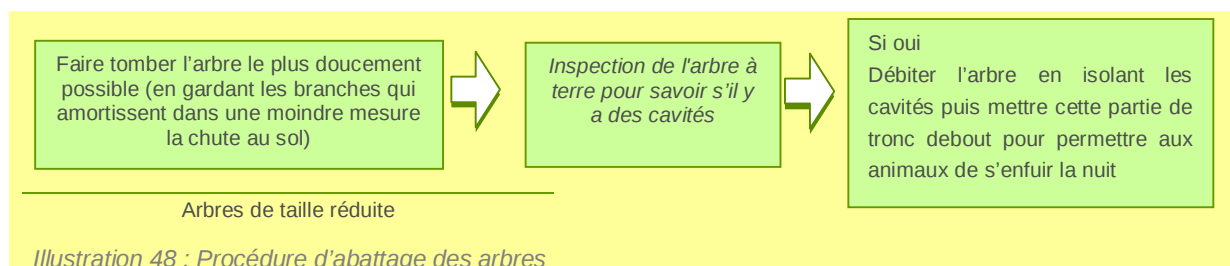 Faire tomber l’arbre le plus doucement
possible (en gardant les branches qui
amortissent dans une moindre mesure
la chute au sol)
Inspection de l'arbre à
terre pour savoir s’il y
a des cavités
Si oui
Débiter l’arbre en isolant les
cavités puis mettre cette partie de
tronc debout pour permettre aux
animaux de s’enfuir la nuit
Arbres de taille réduite
Illustration 48 : Procédure d’abattage des arbres